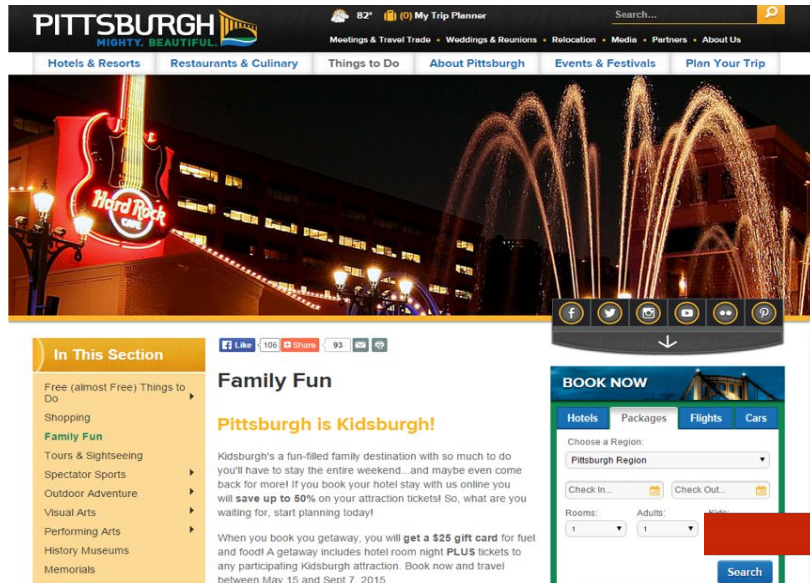 PITTSBURGH
MIGHTY. BEAUTIFUL.
82° (0) My Trip Planner
Search...
Meetings & Travel Trade • Weddings & Reunions • Relocation • Media • Partners • About Us
Hotels & Resorts Restaurants & Culinary Things to Do About Pittsburgh Events & Festivals Plan Your Trip
Hard Rock
CAFE
In This Section
Free (almost Free) Things to
Do
Shopping
Family Fun
Tours & Sightseeing
Spectator Sports
Outdoor Adventure
Visual Arts
Performing Arts
History Museums
Memorials
Like 106 Share 93
Family Fun
Pittsburgh is Kidsburgh!
Kidsburgh's a fun-filled family destination with so much to do
you'll have to stay the entire weekend...and maybe even come
back for more! If you book your hotel stay with us online you
will save up to 50% on your attraction tickets! So, what are you
waiting for, start planning today!
When you book you getaway, you will get a $25 gift card for fuel
and food! A getaway includes hotel room night PLUS tickets to
any participating Kidsburgh attraction. Book now and travel
between May 15 and Sept 7, 2015.
BOOK NOW
Hotels Packages Flights Cars
Choose a Region:
Pittsburgh Region
Check In... Check Out...
Rooms: Adults: Kids:
1 1
Search